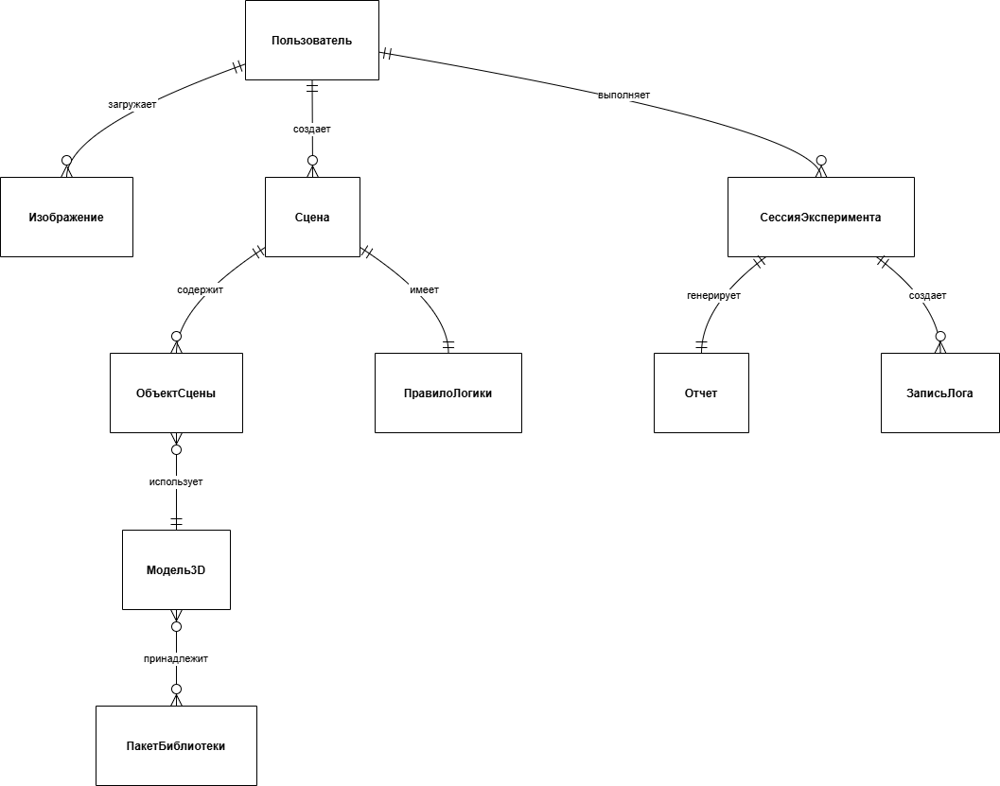 Пользователь
загружает
создает
выполняет
Изображение
Сцена
СессияЭксперимента
содержит
имеет
генерирует
создает
ОбъектСцены
ПравилоЛогики
Отчет
ЗаписьЛога
использует
Модель3D
принадлежит
ПакетБиблиотеки